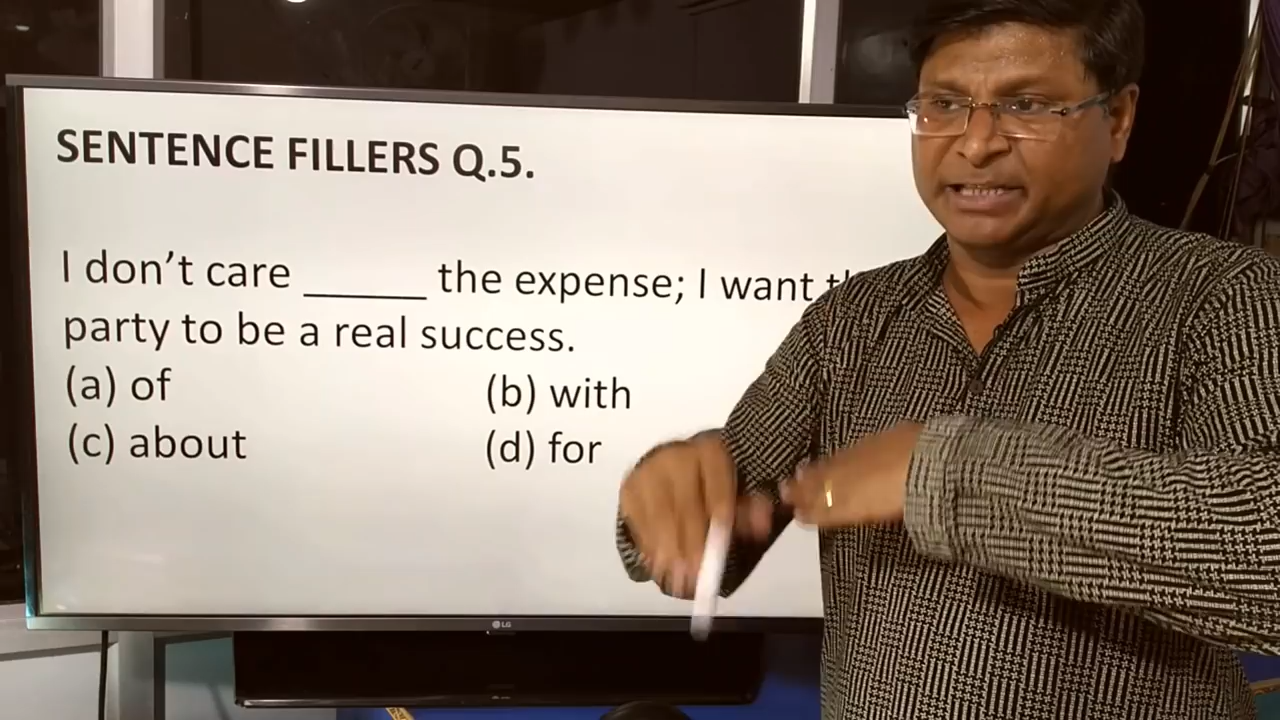 SENTENCE FILLERS Q.5.
I don't care ______ the expense; I want
party to be a real success.
(a) of (b) with
(c) about (d) for
LG